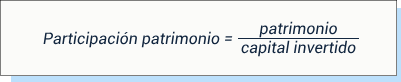 Participación patrimonio = patrimonio
capital invertido